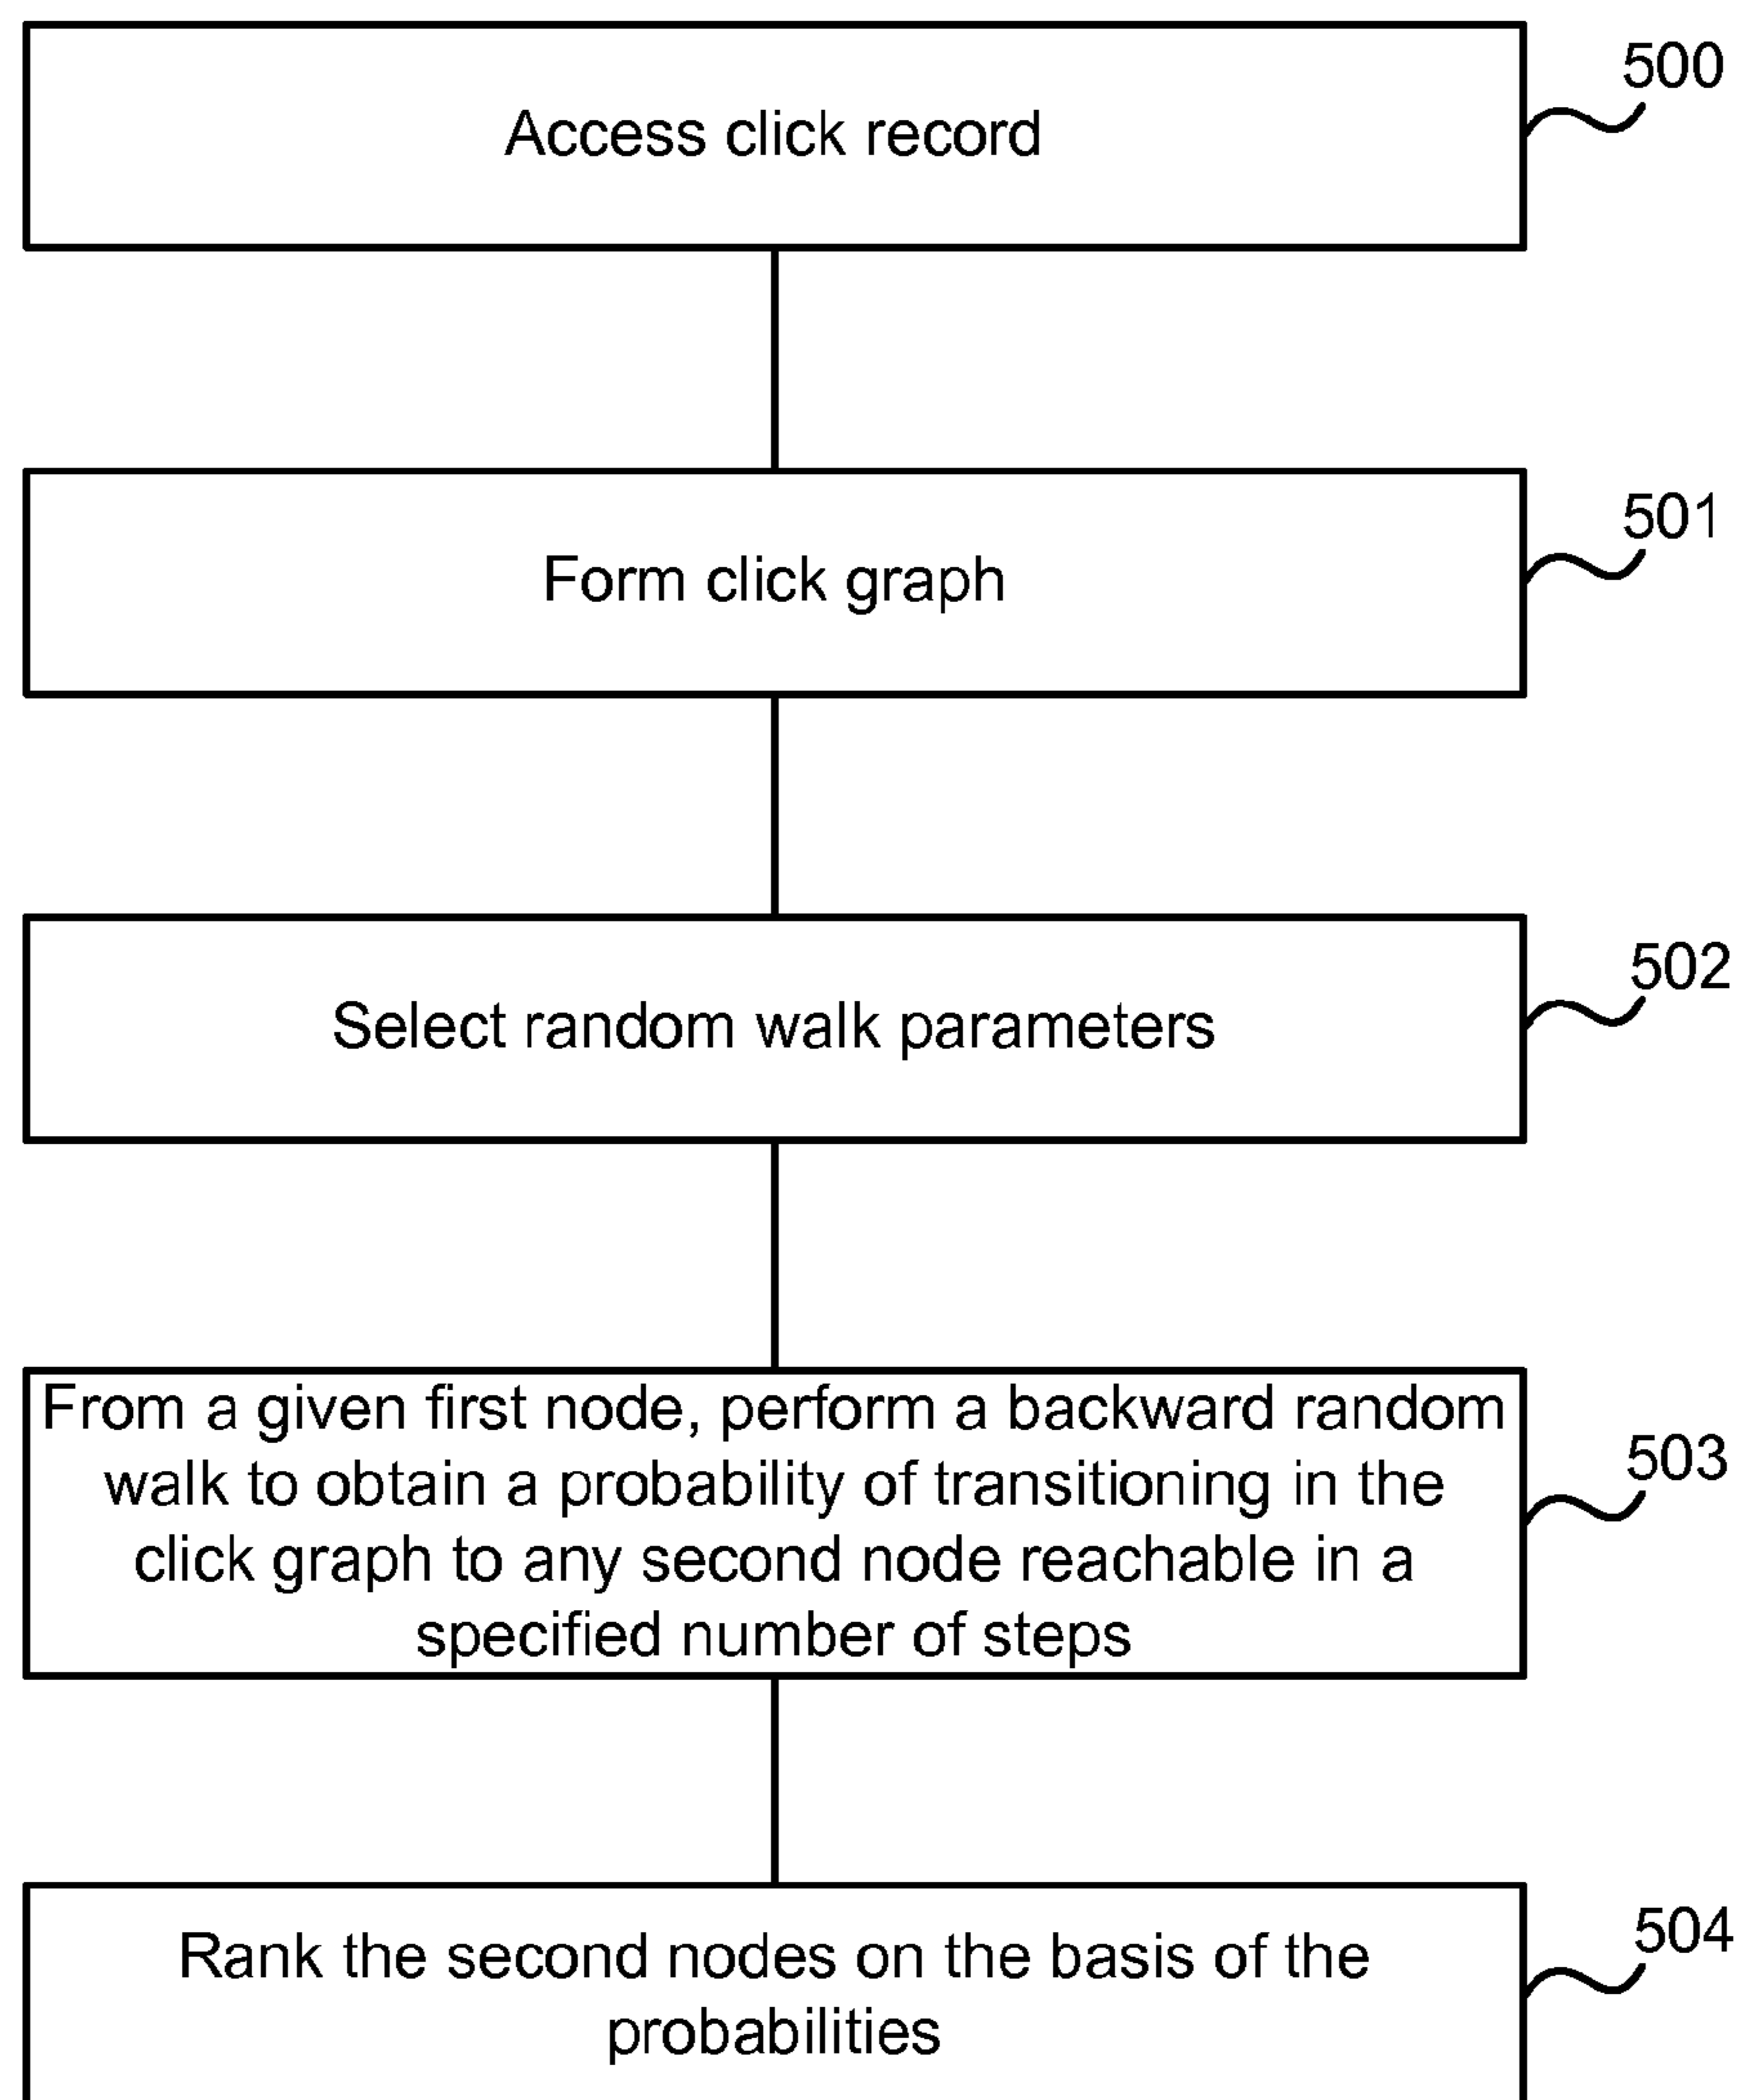 Access click record
500
Form click graph
501
Select random walk parameters
502
From a given first node, perform a backward random
walk to obtain a probability of transitioning in the
click graph to any second node reachable in a
specified number of steps
503
Rank the second nodes on the basis of the
probabilities
504